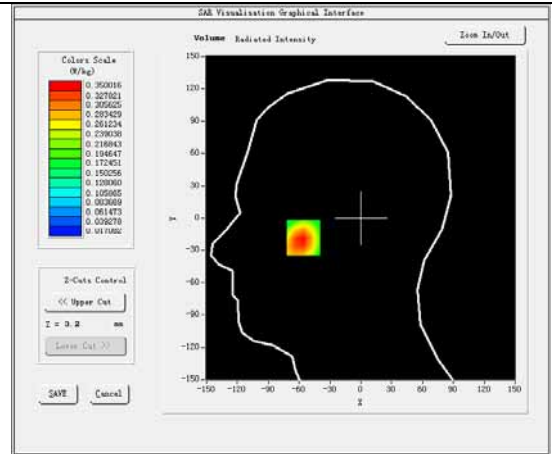 SAR Visualisation Graphical Interface
Volume Radiated Intensity
Zoom In/Out
Colors Scale
(W/kg)
0.350016
0.327821
0.305625
0.283429
0.261234
0.239038
0.216843
0.194647
0.172451
0.150256
0.128060
0.105865
0.083669
0.061473
0.039278
0.017082
150
120
90
60
30
0
-30
-60
-90
-120
-150
Y
-150 -120 -90 -60 -30 0 30 60 90 120 150
X
Z-Cuts Control
<< Upper Cut
Z = 3.2 mm
Lower Cut >>
SAVE Cancel